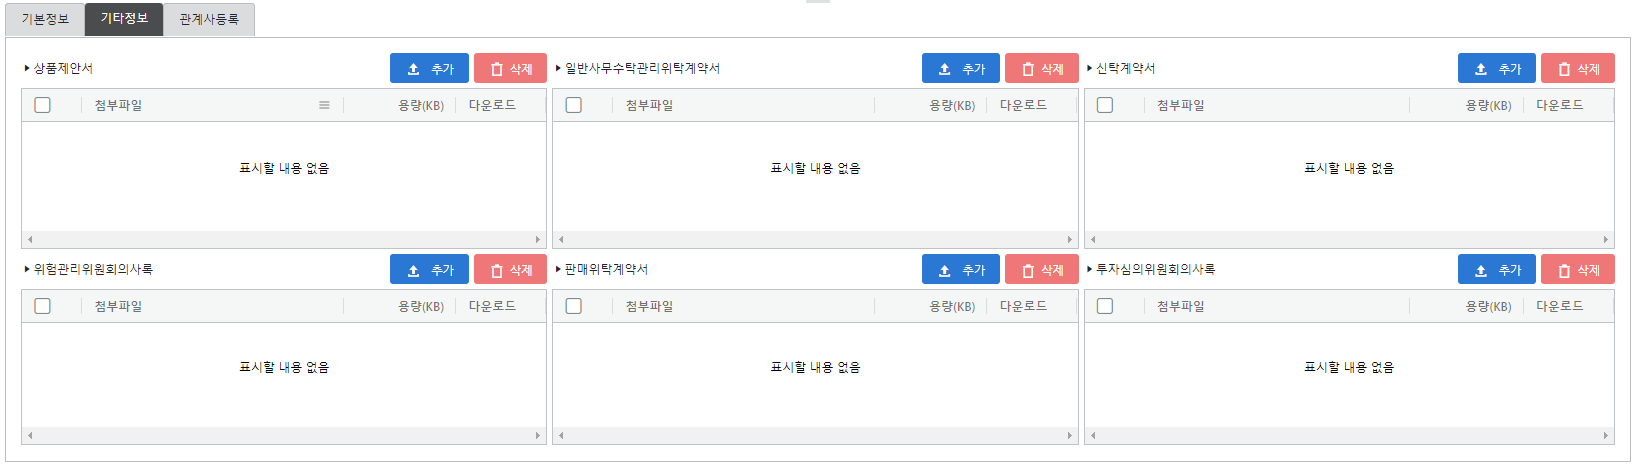 기본정보 기타정보 관계사등록
상품제안서 추가 삭제 일반사무수탁관리위탁계약서 추가 삭제 신탁계약서 추가 삭제
첨부파일 용량(KB) 다운로드 첨부파일 용량(KB) 다운로드 첨부파일 용량(KB) 다운로드
표시할 내용 없음 표시할 내용 없음 표시할 내용 없음
위험관리위원회의사록 추가 삭제 판매위탁계약서 추가 삭제 투자심의위원회의사록 추가 삭제
첨부파일 용량(KB) 다운로드 첨부파일 용량(KB) 다운로드 첨부파일 용량(KB) 다운로드
표시할 내용 없음 표시할 내용 없음 표시할 내용 없음